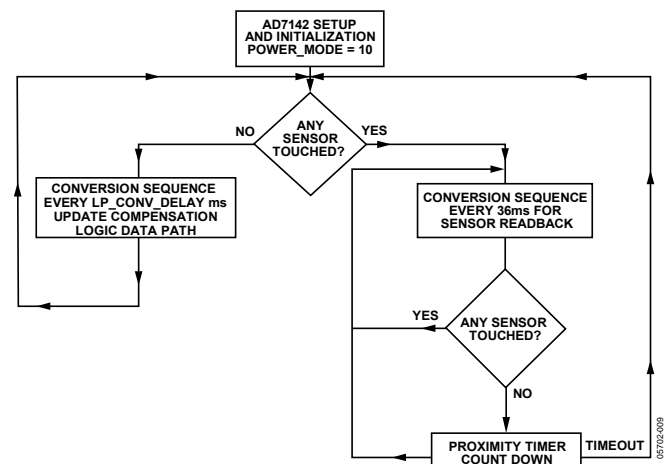 AD7142 SETUP
AND INITIALIZATION
POWER_MODE = 10
NO
ANY
SENSOR
TOUCHED?
YES
CONVERSION SEQUENCE
EVERY LP_CONV_DELAY ms
UPDATE COMPENSATION
LOGIC DATA PATH
CONVERSION SEQUENCE
EVERY 36ms FOR
SENSOR READBACK
YES
ANY SENSOR
TOUCHED?
NO
PROXIMITY TIMER
COUNT DOWN
TIMEOUT
05702-009